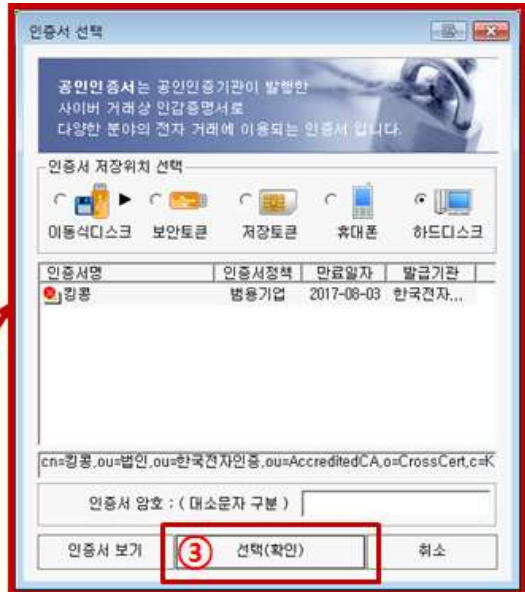 인증서 선택
공인인증서는 공인인증기관이 발행한
사이버 거래상 인감증명서로
다양한 분야의 전자 거래에 이용되는 인증서 입니다.
인증서 저장위치 선택
이동식디스크 보안토큰 저장토큰 휴대폰 하드디스크
인증서명 인증서정책 만료일자 발급기관
킹콩 범용기업 2017-08-03 한국전자...
cn=킹콩,ou=법인,ou=한국전자인증,ou=AccreditedCA,o=CrossCert,c=K
인증서 암호 : ( 대소문자 구분 )
인증서 보기 ③ 선택(확인) 취소